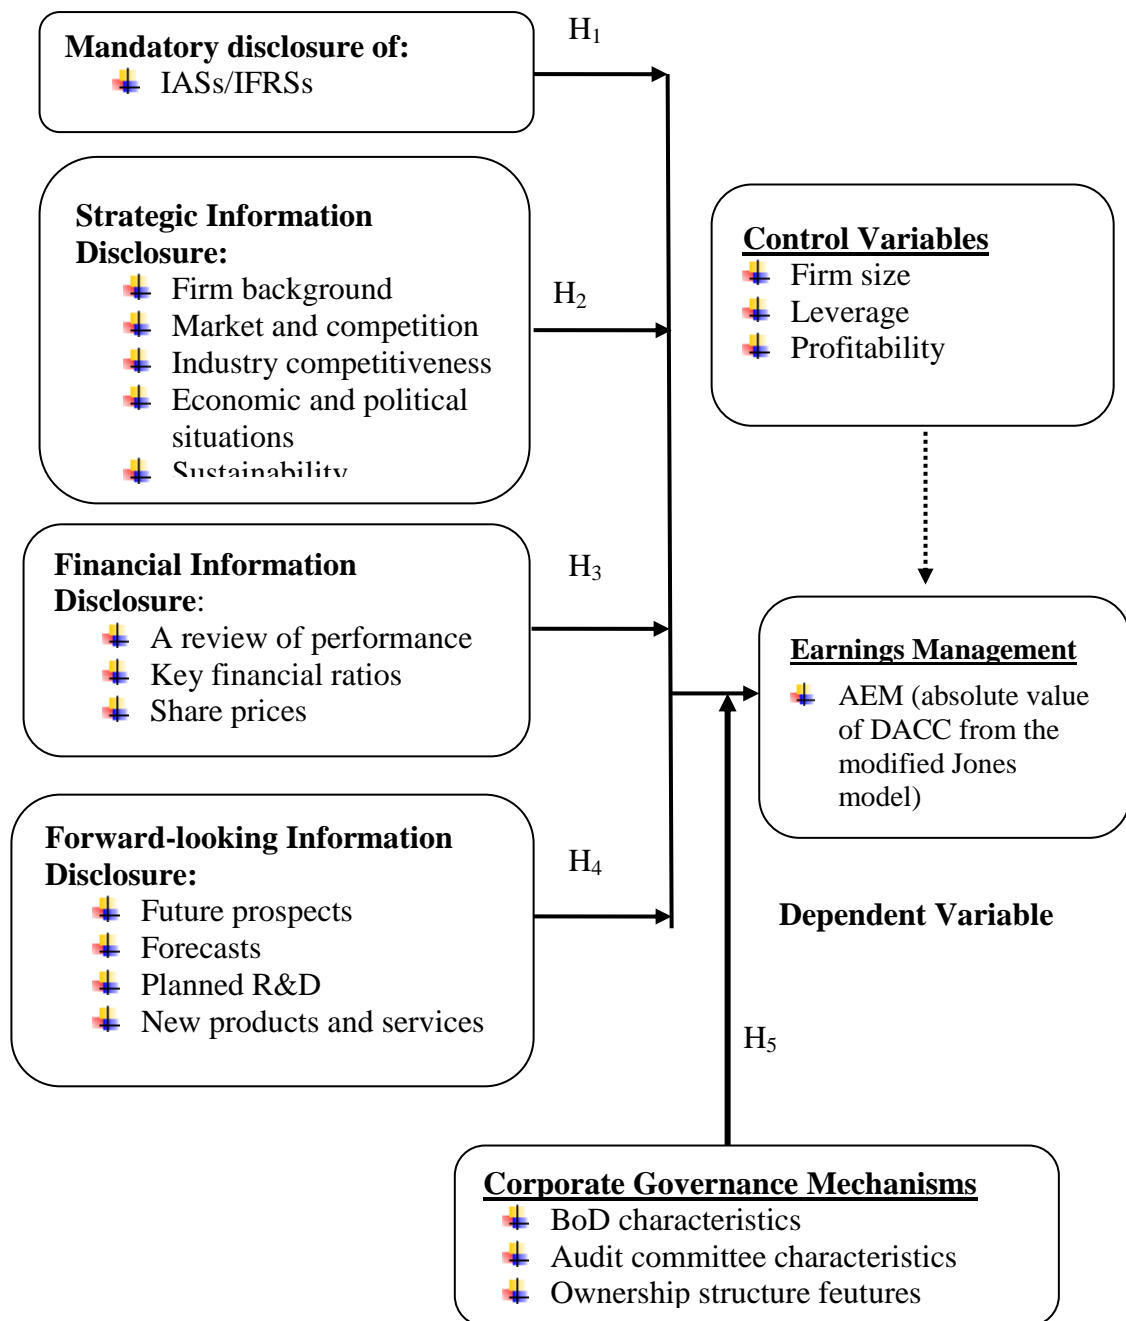 Mandatory disclosure of:
IASs/IFRSs
H1
Strategic Information
Disclosure:
Firm background
Market and competition
Industry competitiveness
Economic and political
situations
Sustainability
H2
Control Variables
Firm size
Leverage
Profitability
Financial Information
Disclosure:
A review of performance
Key financial ratios
Share prices
H3
Earnings Management
AEM (absolute value
of DACC from the
modified Jones
model)
Forward-looking Information
Disclosure:
Future prospects
Forecasts
Planned R&D
New products and services
H4
Dependent Variable
H5
Corporate Governance Mechanisms
BoD characteristics
Audit committee characteristics
Ownership structure feutures